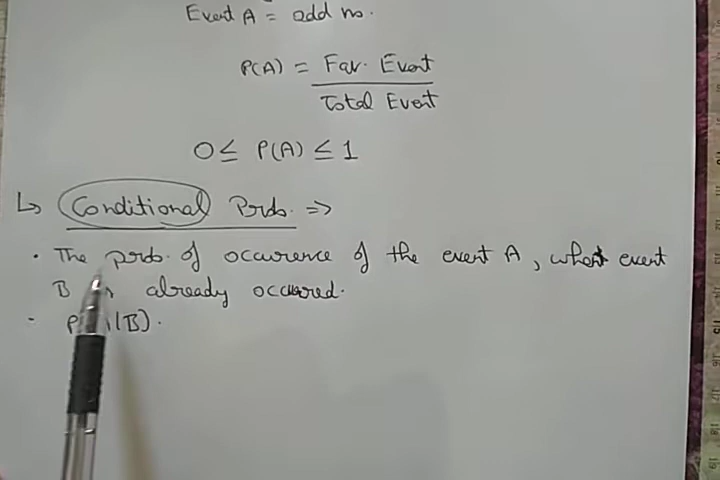 Event A = odd no.
P(A) = Fav. Event
Total Event
0 ≤ P(A) ≤ 1
↳ Conditional Prob. ⇒
• The prob. of occurence of the event A, when event
B already occured.
- P (B).